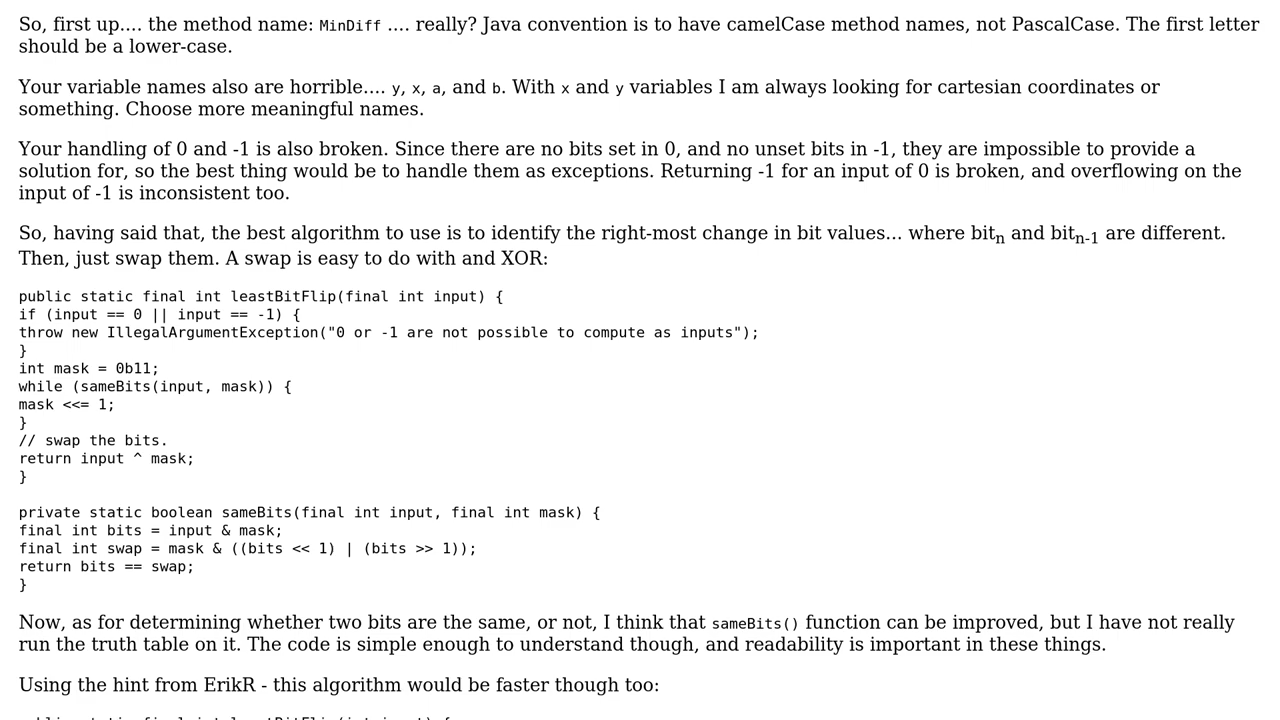 So, first up.... the method name: MinDiff .... really? Java convention is to have camelCase method names, not PascalCase. The first letter
should be a lower-case.
Your variable names also are horrible.... y, x, a, and b. With x and y variables I am always looking for cartesian coordinates or
something. Choose more meaningful names.
Your handling of 0 and -1 is also broken. Since there are no bits set in 0, and no unset bits in -1, they are impossible to provide a
solution for, so the best thing would be to handle them as exceptions. Returning -1 for an input of 0 is broken, and overflowing on the
input of -1 is inconsistent too.
So, having said that, the best algorithm to use is to identify the right-most change in bit values... where bitn and bitn-1 are different.
Then, just swap them. A swap is easy to do with and XOR:
public static final int leastBitFlip(final int input) {
if (input == 0 || input == -1) {
throw new IllegalArgumentException("0 or -1 are not possible to compute as inputs");
}
int mask = 0b11;
while (sameBits(input, mask)) {
mask <<= 1;
}
// swap the bits.
return input ^ mask;
}
private static boolean sameBits(final int input, final int mask) {
final int bits = input & mask;
final int swap = mask & ((bits << 1) | (bits >> 1));
return bits == swap;
}
Now, as for determining whether two bits are the same, or not, I think that sameBits() function can be improved, but I have not really
run the truth table on it. The code is simple enough to understand though, and readability is important in these things.
Using the hint from ErikR - this algorithm would be faster though too: